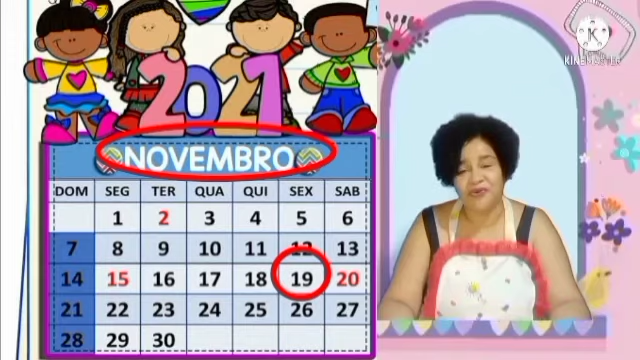 2021
NOVEMBRO
DOM SEG TER QUA QUI SEX SAB
1 2 3 4 5 6
7 8 9 10 11 12 13
14 15 16 17 18 19 20
21 22 23 24 25 26 27
28 29 30
K
KINEMASTER